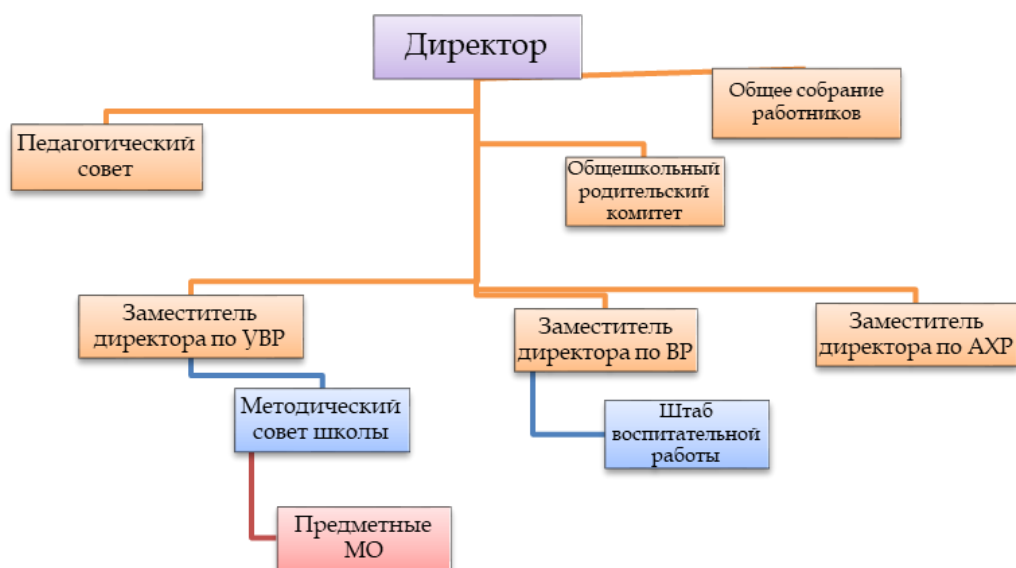 Директор
Общее собрание
работников
Педагогический
совет
Общешкольный
родительский
комитет
Заместитель
директора по УВР
Заместитель
директора по ВР
Заместитель
директора по АХР
Методический
совет школы
Штаб
воспитательной
работы
Предметные
МО